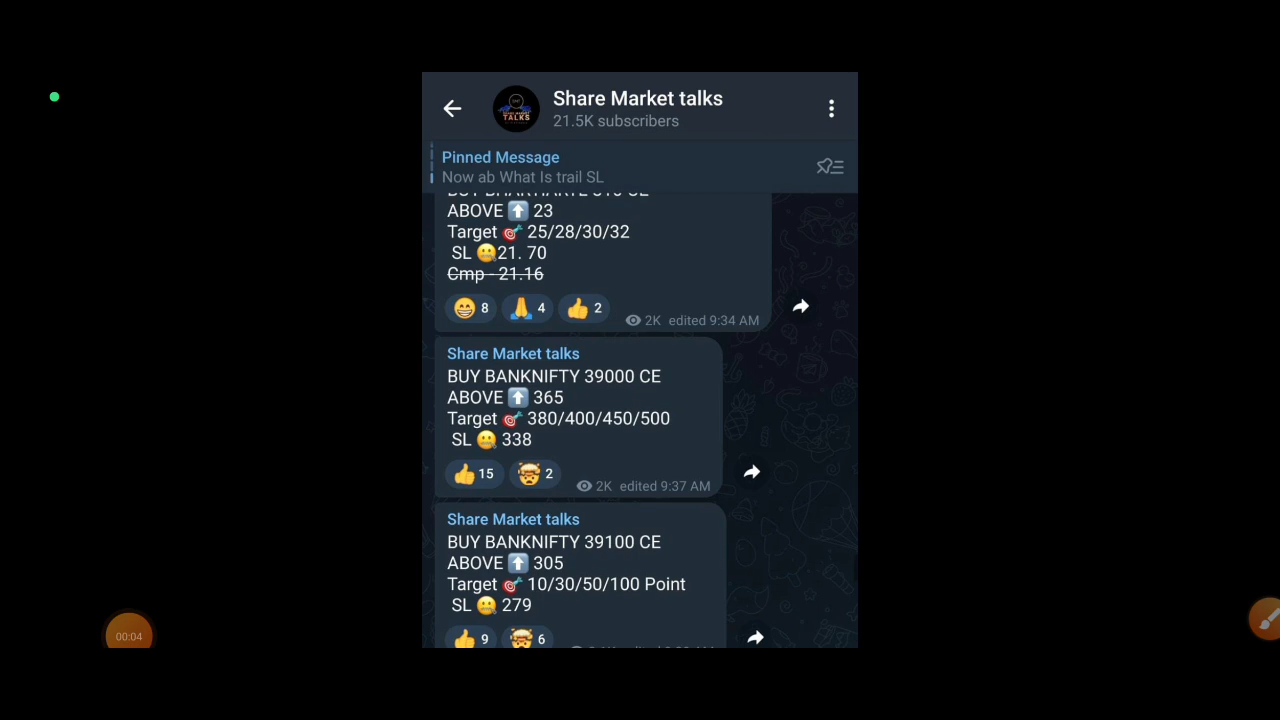 Share Market talks
21.5K subscribers
Pinned Message
Now ab What Is trail SL
ABOVE ⬆️ 23
Target 🎯 25/28/30/32
SL 🤐21. 70
Cmp - 21.16
😁 8 🙏 4 👍 2
2K edited 9:34 AM
Share Market talks
BUY BANKNIFTY 39000 CE
ABOVE ⬆️ 365
Target 🎯 380/400/450/500
SL 🤐 338
👍 15 🤯 2
2K edited 9:37 AM
Share Market talks
BUY BANKNIFTY 39100 CE
ABOVE ⬆️ 305
Target 🎯 10/30/50/100 Point
SL 🤐 279
👍 9 🤯 6
00:04